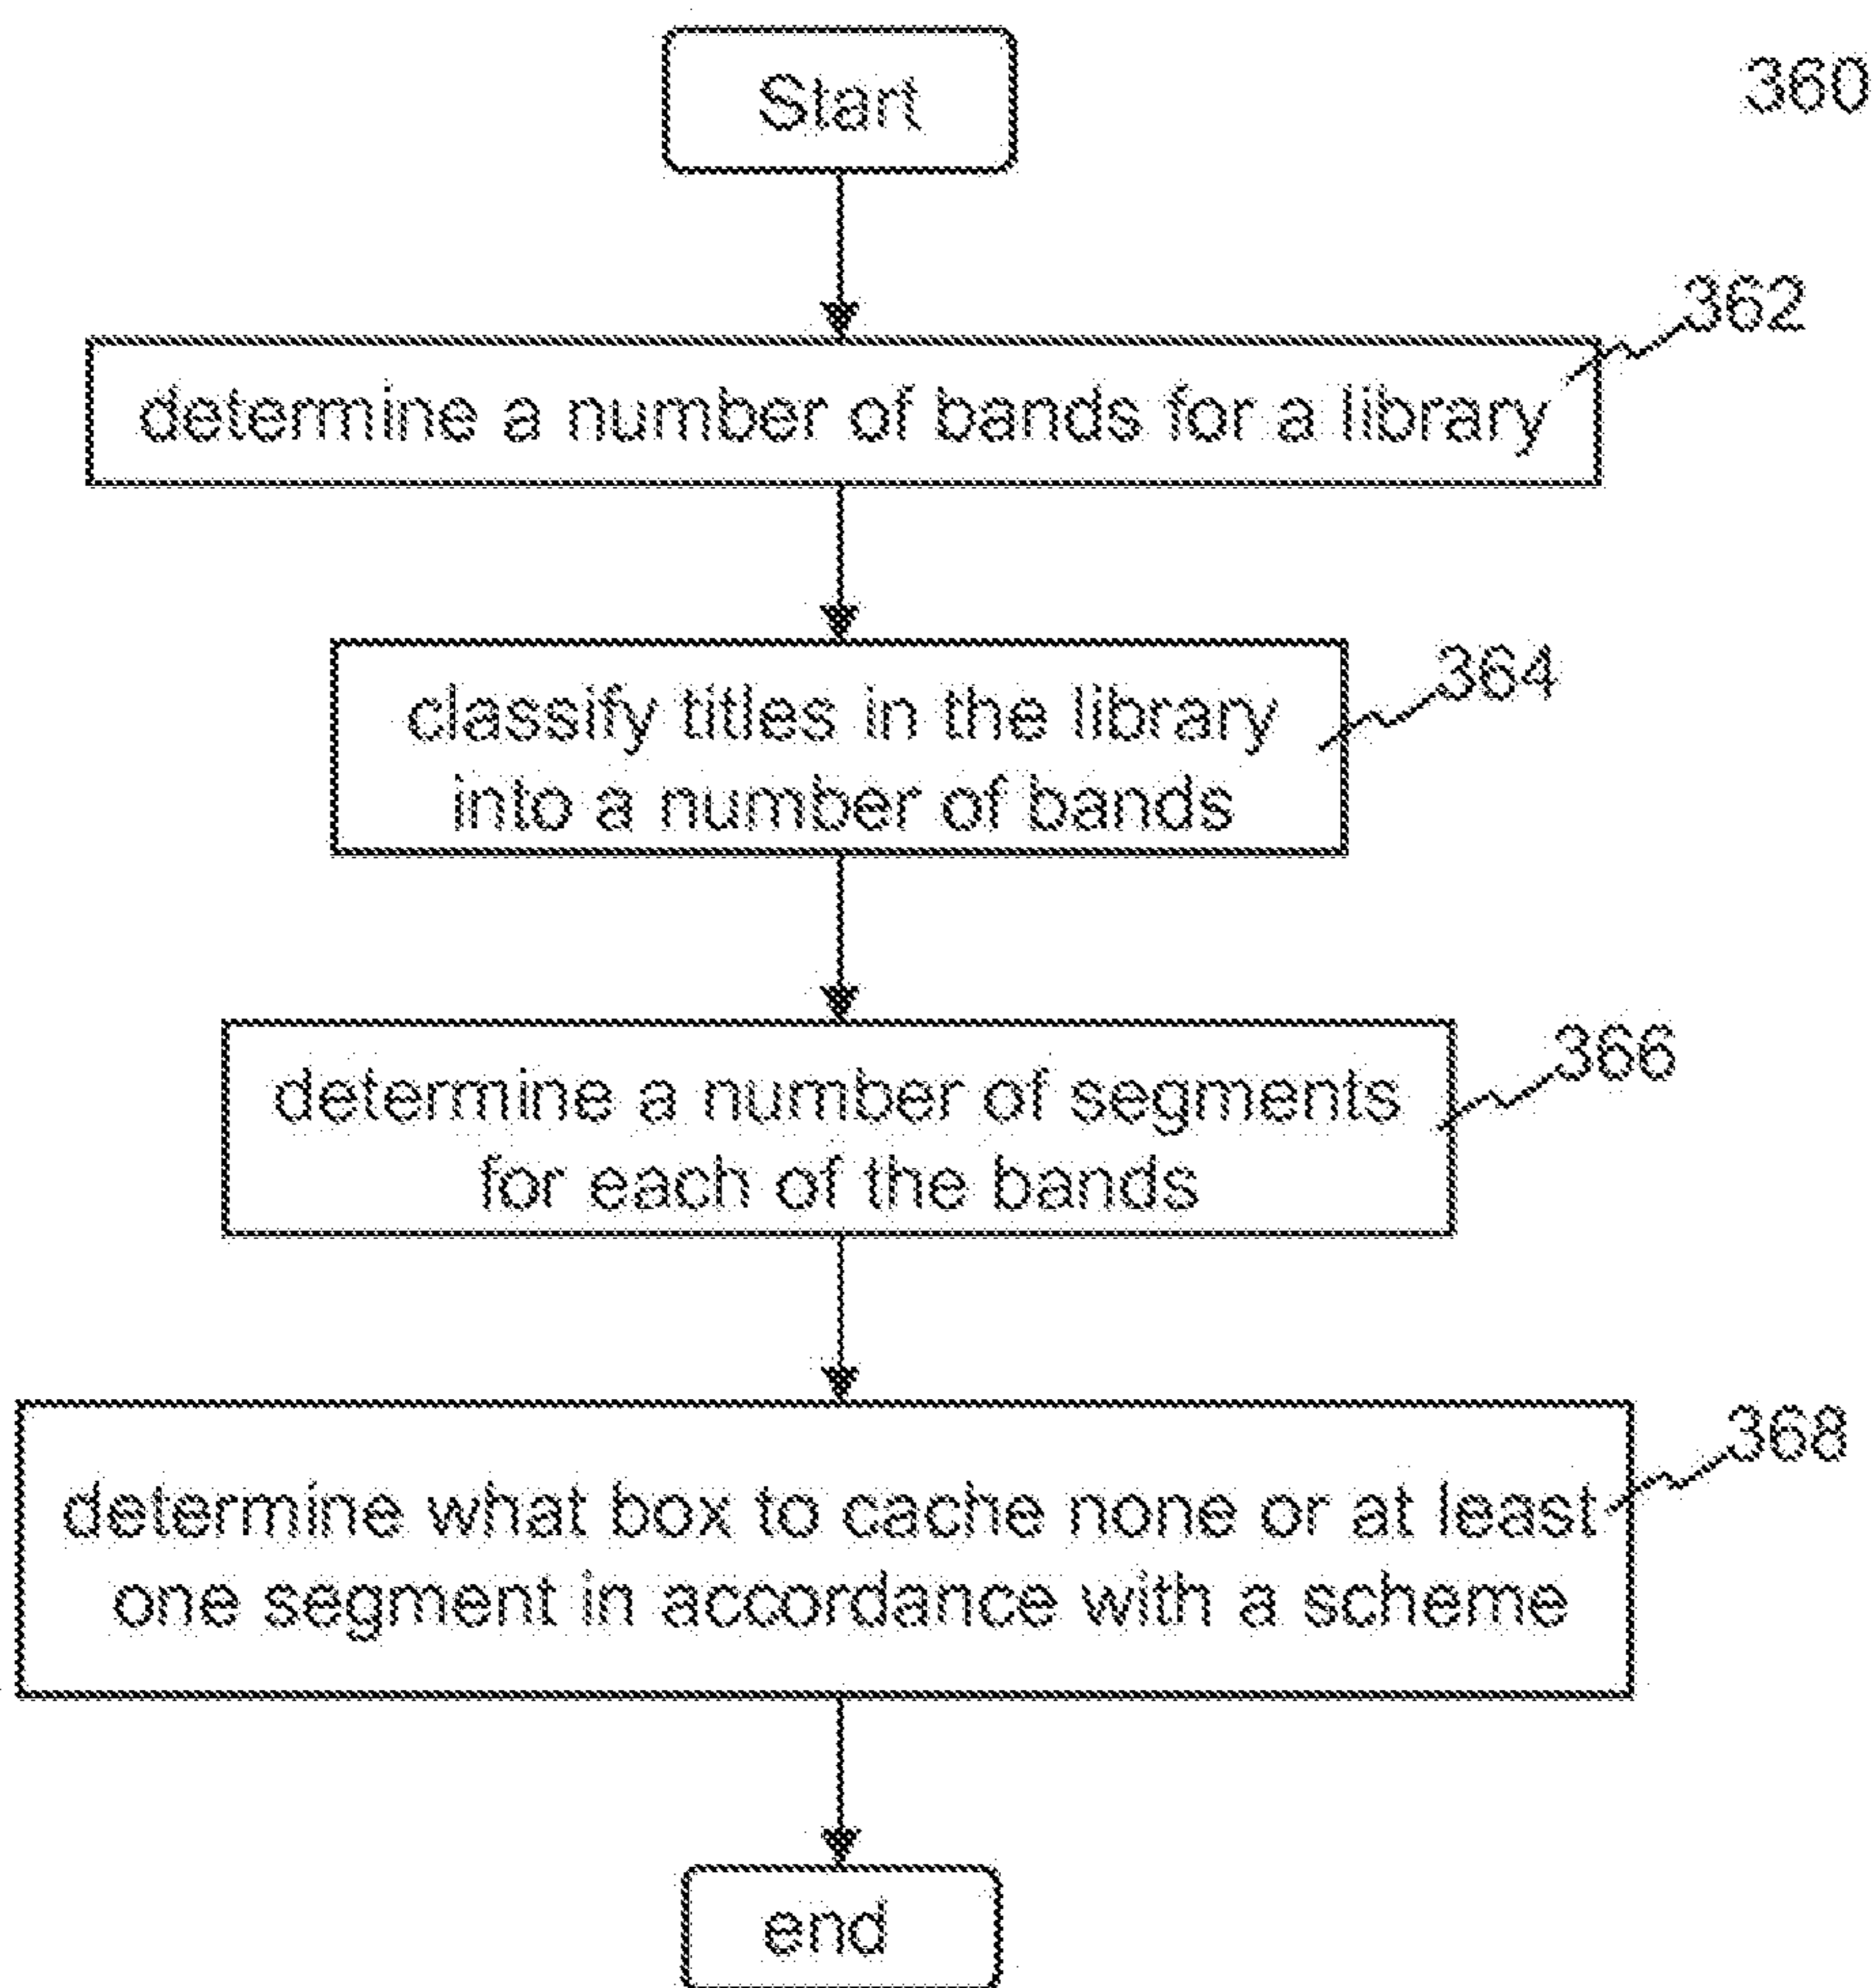 Start
360
362
determine a number of bands for a library
364
classify titles in the library
into a number of bands
366
determine a number of segments
for each of the bands
368
determine what box to cache none or at least
one segment in accordance with a scheme
end